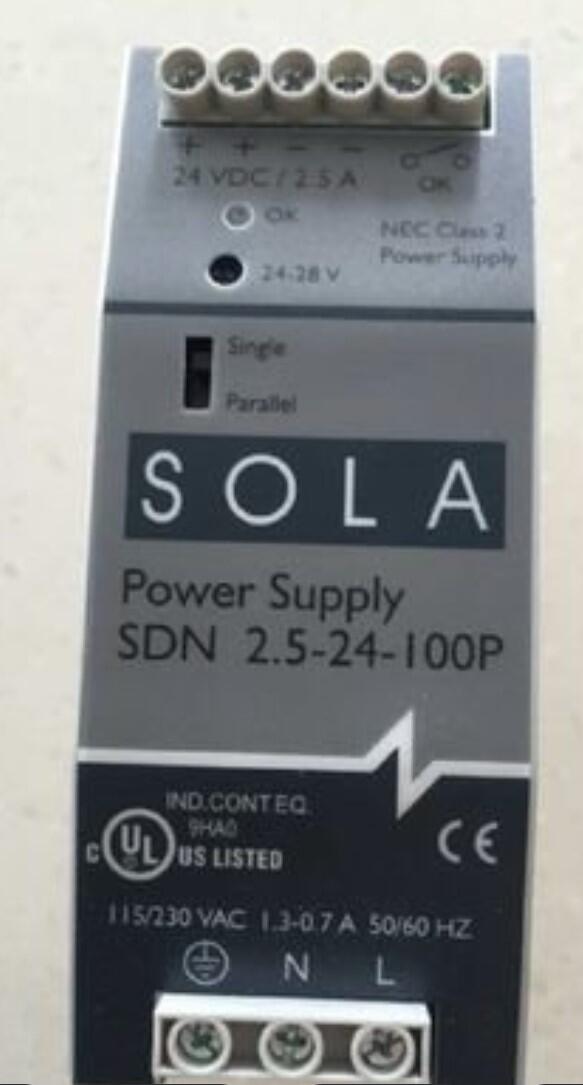 + + − −
24 VDC / 2.5 A
OK
OK
NEC Class 2
Power Supply
24-28 V
Single
Parallel
SOLA
Power Supply
SDN 2.5-24-100P
IND.CONT.EQ.
9HA0
C UL US LISTED
CE
115/230 VAC 1.3-0.7 A 50/60 HZ
N L